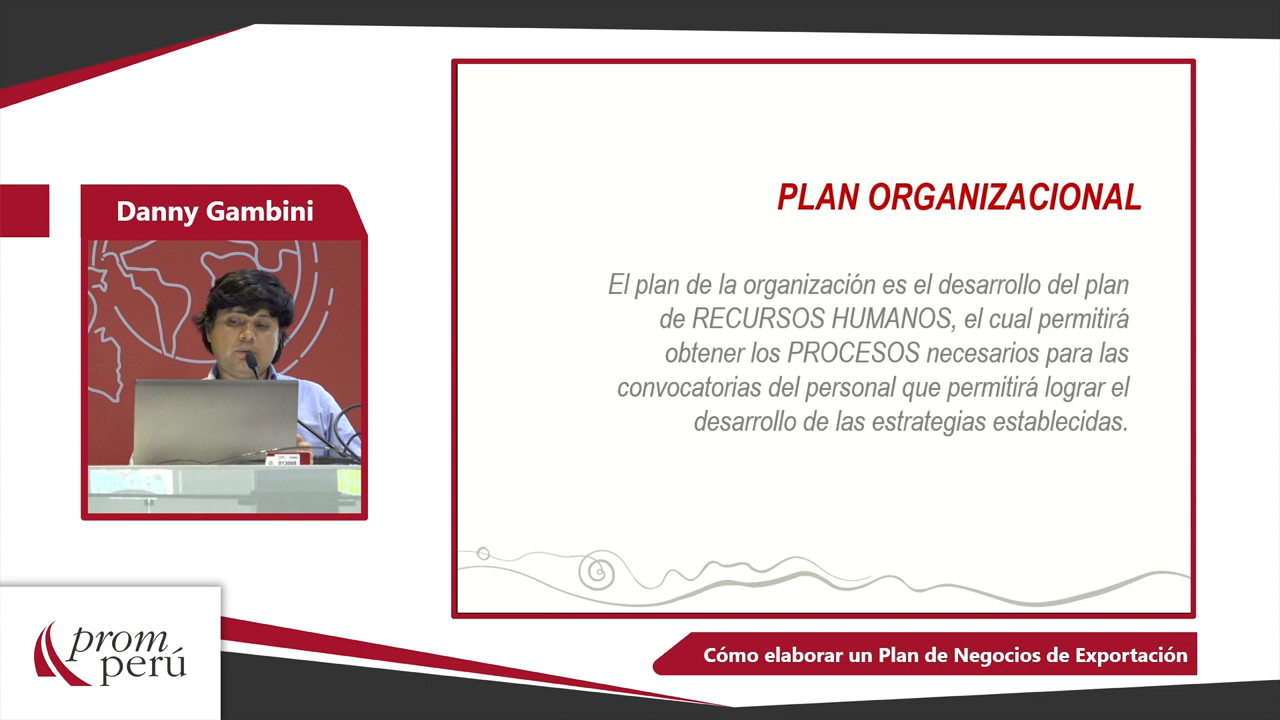 Danny Gambini
PLAN ORGANIZACIONAL
El plan de la organización es el desarrollo del plan
de RECURSOS HUMANOS, el cual permitirá
obtener los PROCESOS necesarios para las
convocatorias del personal que permitirá lograr el
desarrollo de las estrategias establecidas.
prom
perú
Cómo elaborar un Plan de Negocios de Exportación